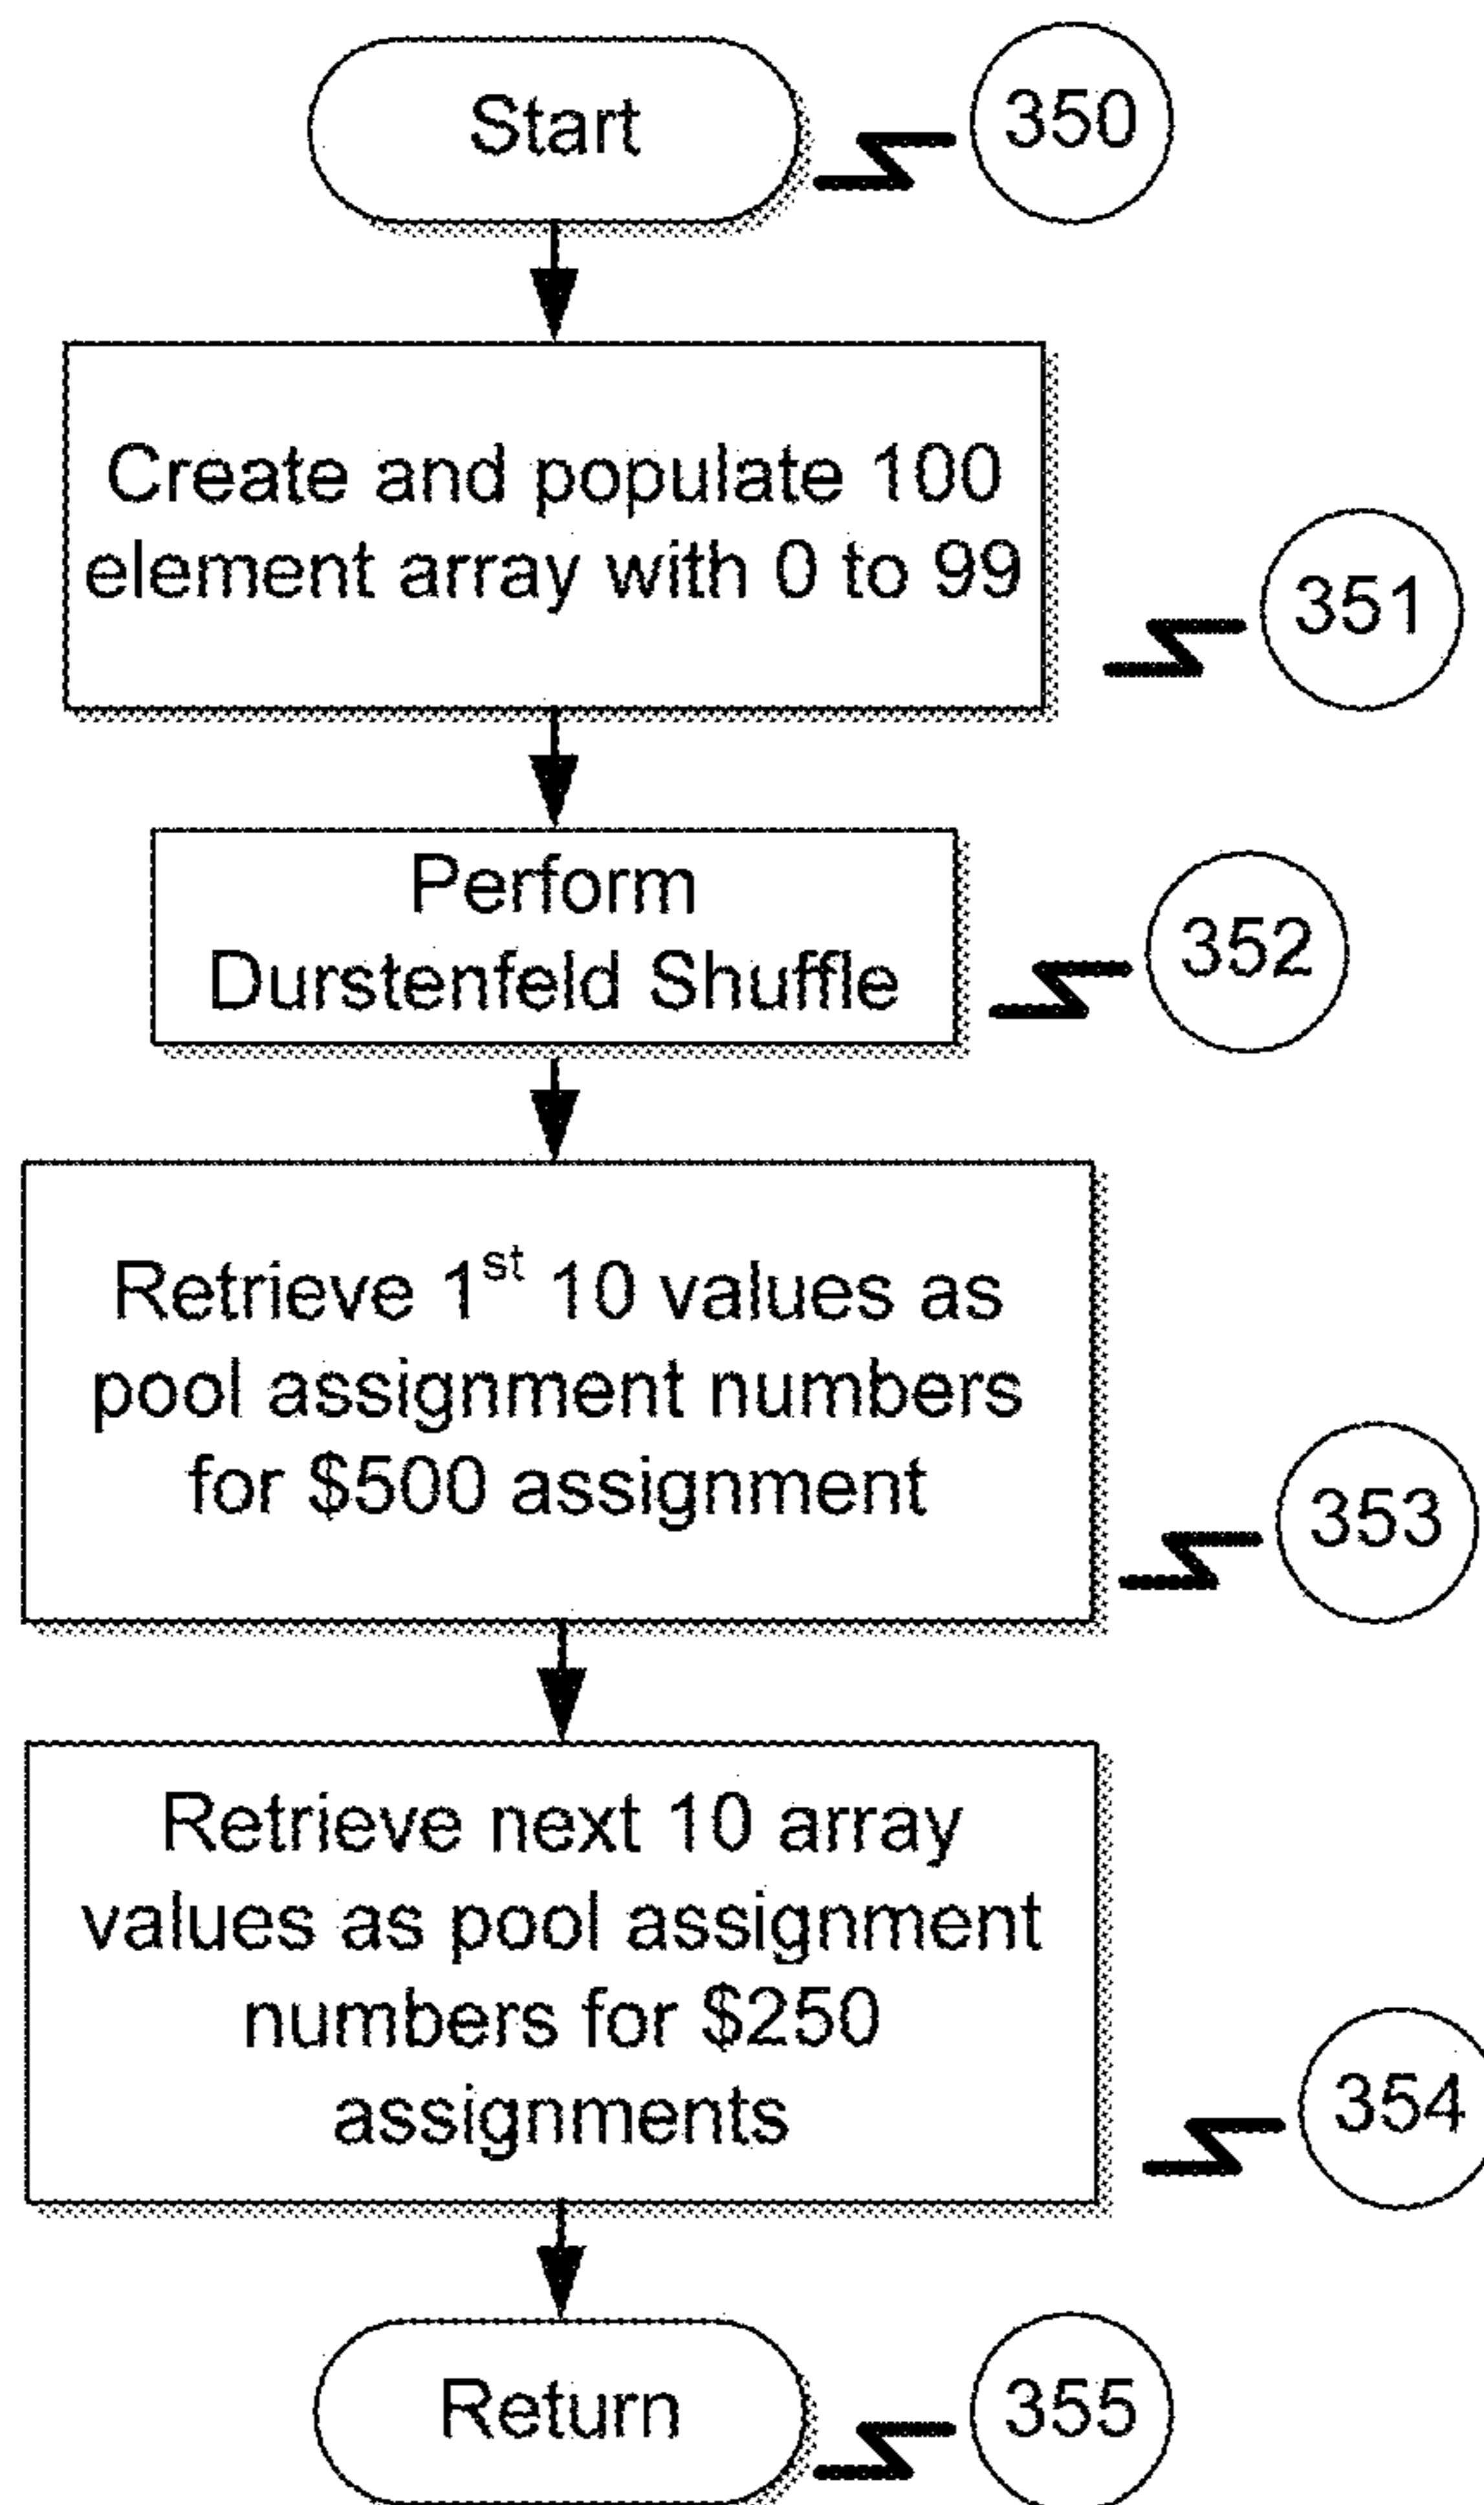 Start
350
Create and populate 100
element array with 0 to 99
351
Perform
Durstenfeld Shuffle
352
Retrieve 1st 10 values as
pool assignment numbers
for $500 assignment
353
Retrieve next 10 array
values as pool assignment
numbers for $250
assignments
354
Return
355